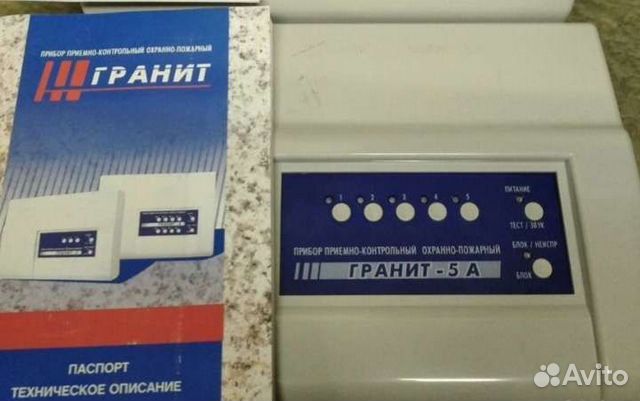 ПРИБОР ПРИЕМНО-КОНТРОЛЬНЫЙ ОХРАННО-ПОЖАРНЫЙ
ГРАНИТ
ПАСПОРТ
ТЕХНИЧЕСКОЕ ОПИСАНИЕ
1 2 3 4 5
ПИТАНИЕ
ТЕСТ / ЗВУК
ПРИБОР ПРИЕМНО-КОНТРОЛЬНЫЙ ОХРАННО-ПОЖАРНЫЙ
БЛОК / НЕИСПР
ГРАНИТ - 5 А
БЛОК
Avito